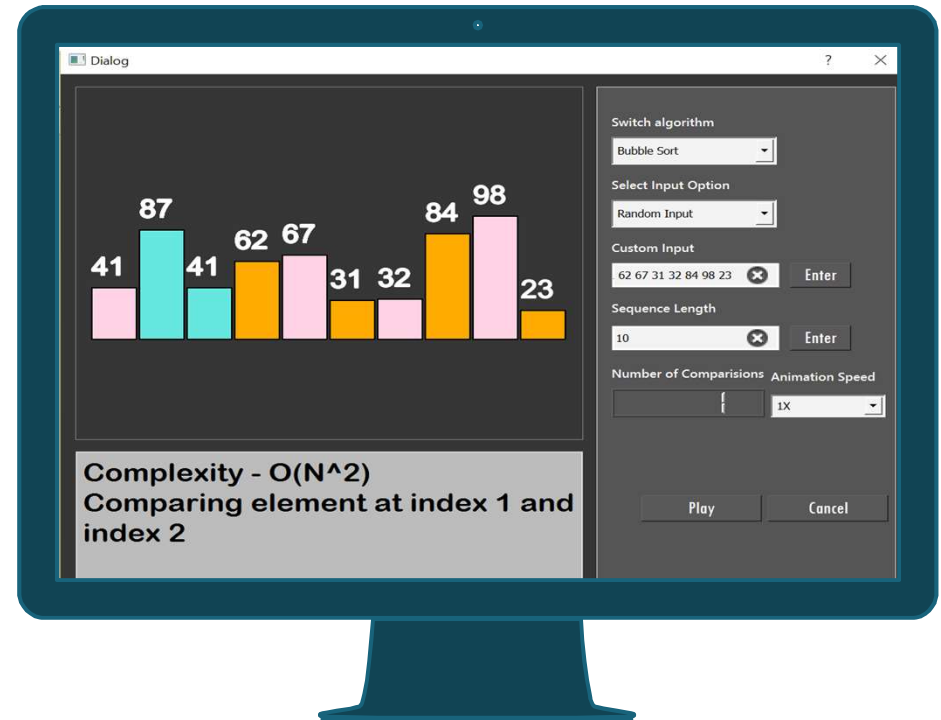 Dialog
?
41 87 41 62 67 31 32 84 98 23
Complexity - O(N^2)
Comparing element at index 1 and
index 2
Switch algorithm
Bubble Sort
Select Input Option
Random Input
Custom Input
62 67 31 32 84 98 23 Enter
Sequence Length
10 Enter
Number of Comparisions Animation Speed
1X
Play Cancel